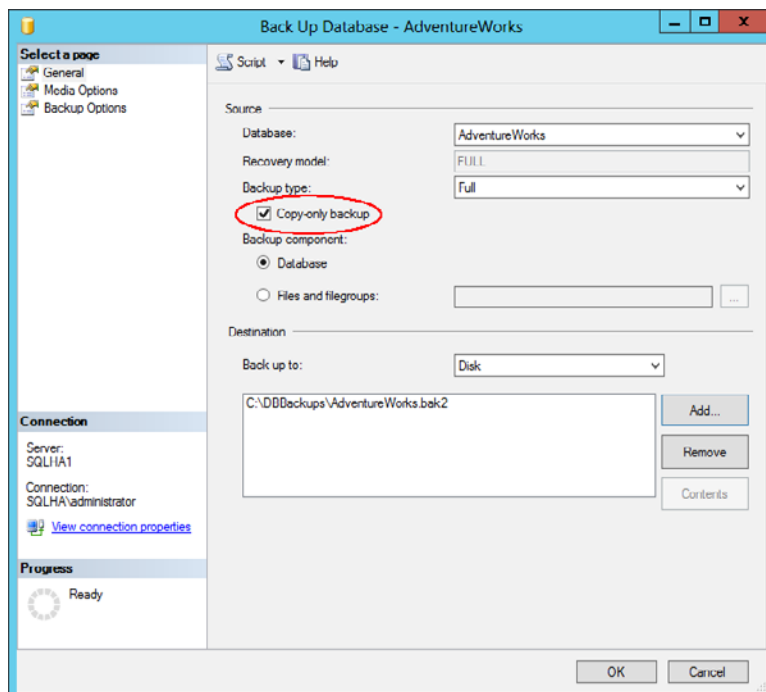 Back Up Database - AdventureWorks
Select a page
General
Media Options
Backup Options
Script Help
Source
Database: AdventureWorks
Recovery model: FULL
Backup type: Full
Copy-only backup
Backup component:
Database
Files and filegroups: ...
Destination
Back up to: Disk
C:\DBBackups\AdventureWorks.bak2
Add...
Remove
Contents
Connection
Server:
SQLHA1
Connection:
SQLHA\administrator
View connection properties
Progress
Ready
OK Cancel